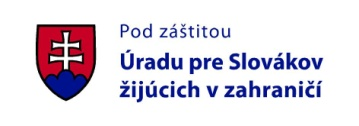 Pod záštitou
Úradu pre Slovákov
žijúcich v zahraničí